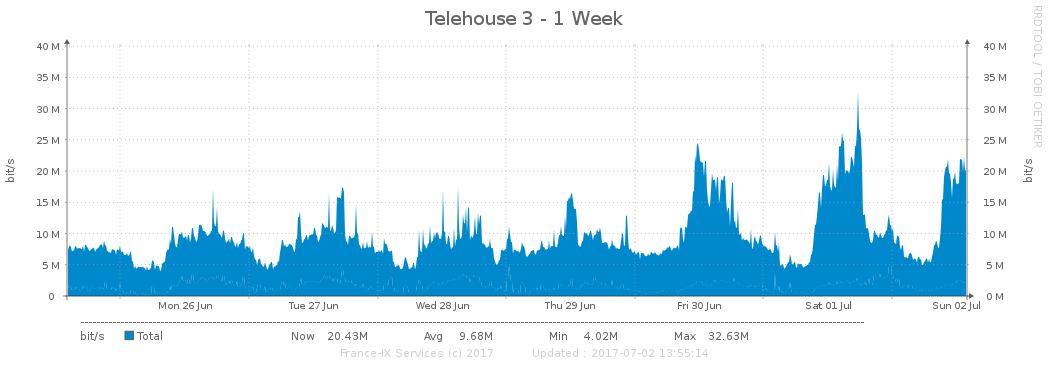 Telehouse 3 - 1 Week
RRDTOOL / TOBI OETIKER
40 M 40 M
35 M 35 M
30 M 30 M
25 M 25 M
20 M 20 M
15 M 15 M
10 M 10 M
5 M 5 M
0 0 M
bit/s bit/s
Mon 26 Jun Tue 27 Jun Wed 28 Jun Thu 29 Jun Fri 30 Jun Sat 01 Jul Sun 02 Jul
bit/s Total Now 20.43M Avg 9.68M Min 4.02M Max 32.63M
France-IX Services (c) 2017 Updated : 2017-07-02 13:55:14